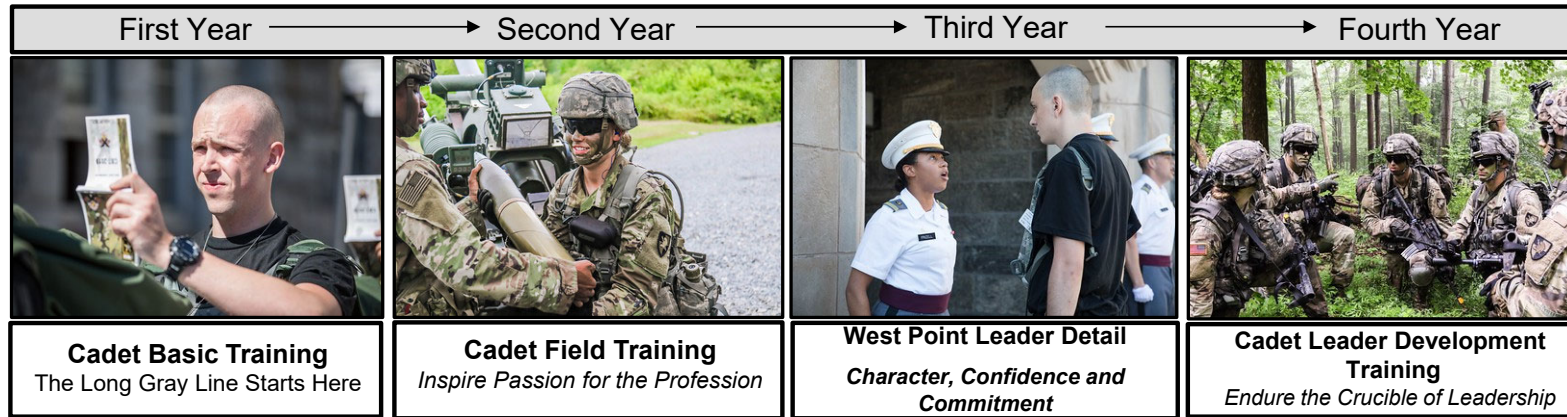 First Year
Second Year
Third Year
Fourth Year
Cadet Basic Training
The Long Gray Line Starts Here
Cadet Field Training
Inspire Passion for the Profession
West Point Leader Detail
Character, Confidence and
Commitment
Cadet Leader Development
Training
Endure the Crucible of Leadership